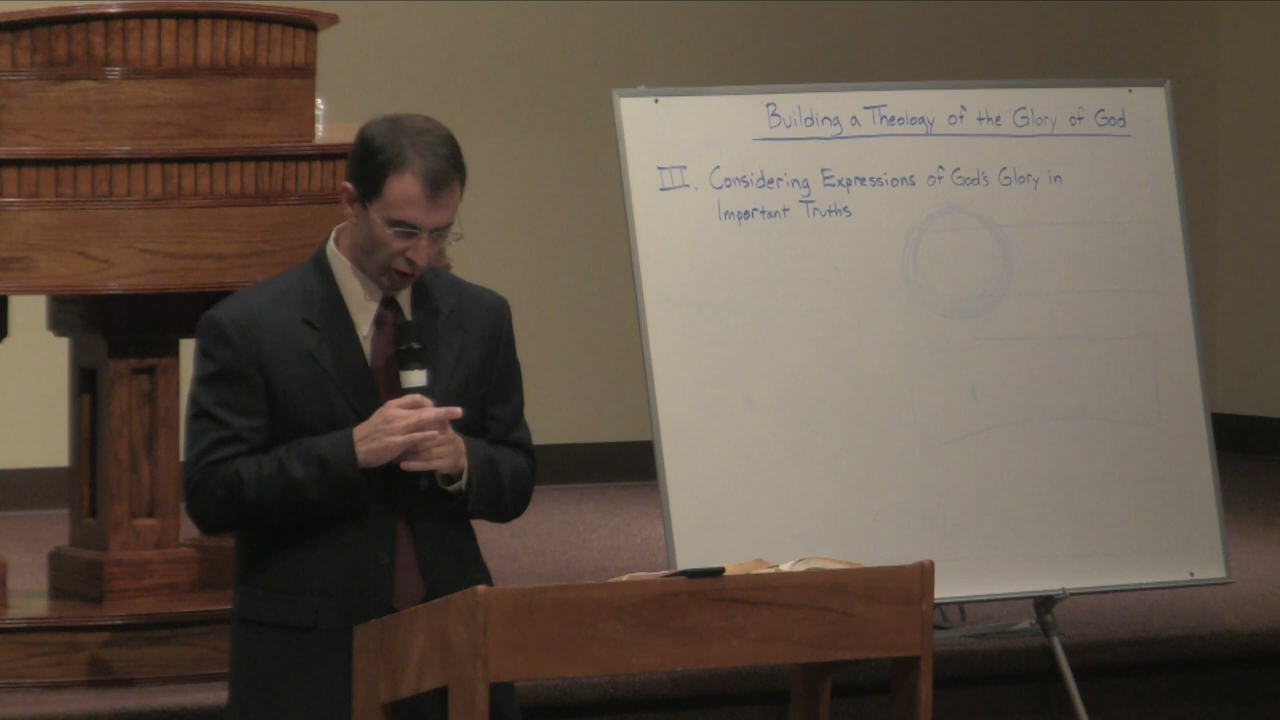 Building a Theology of the Glory of God
III. Considering Expressions of God's Glory in
Important Truths